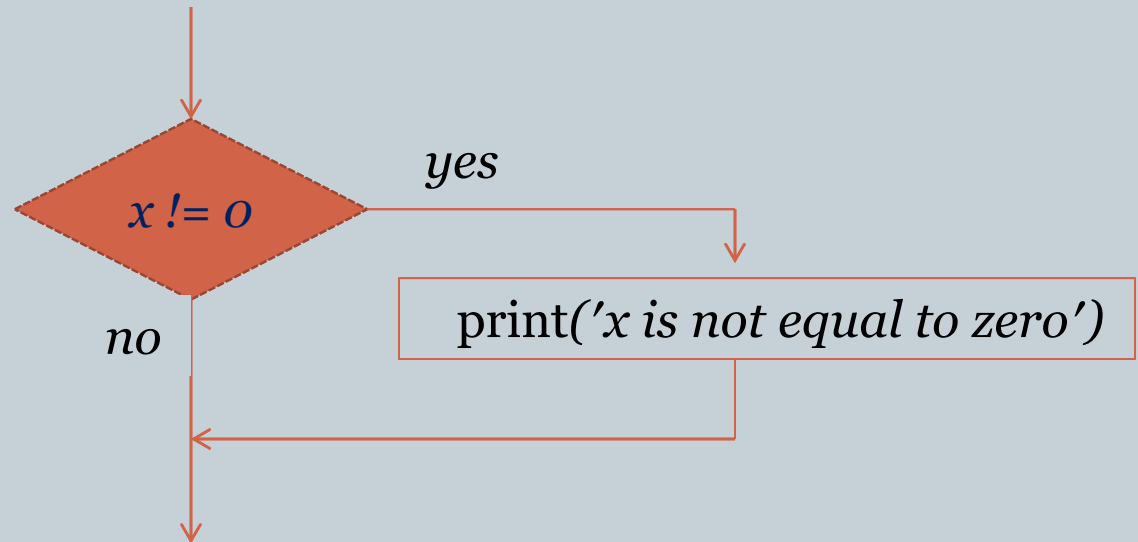 yes
x != 0
print('x is not equal to zero')
no